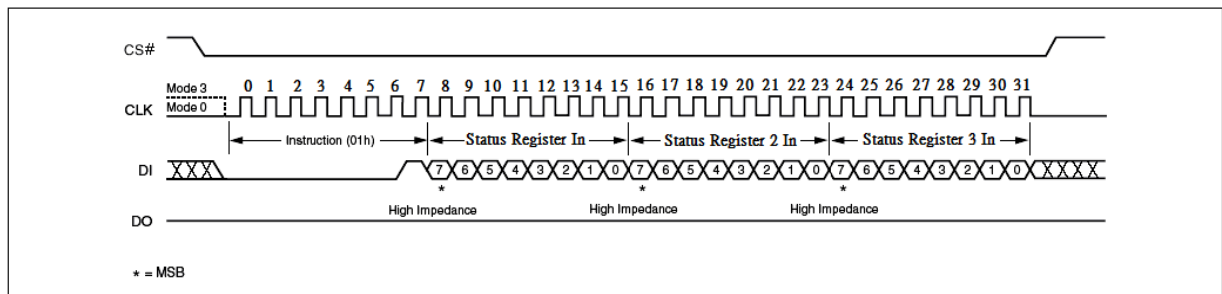 CS#
Mode 3
0 1 2 3 4 5 6 7 8 9 10 11 12 13 14 15 16 17 18 19 20 21 22 23 24 25 26 27 28 29 30 31
CLK
Mode 0
Instruction (01h)
Status Register In
Status Register 2 In
Status Register 3 In
DI
7 6 5 4 3 2 1 0 7 6 5 4 3 2 1 0 7 6 5 4 3 2 1 0
* * *
High Impedance
High Impedance
High Impedance
DO
* = MSB